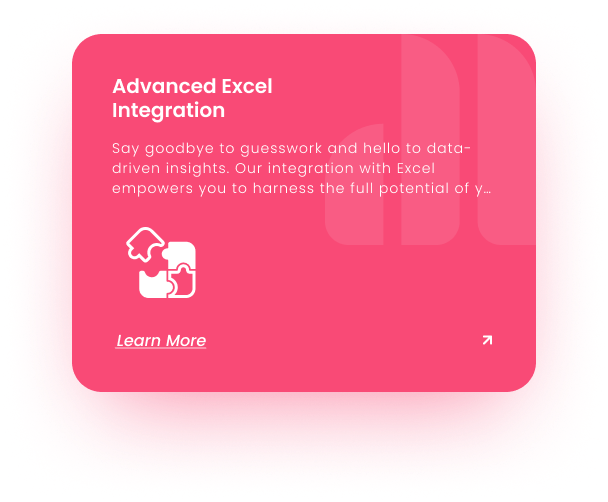 Advanced Excel
Integration
Say goodbye to guesswork and hello to data-
driven insights. Our integration with Excel
empowers you to harness the full potential of y...
Learn More